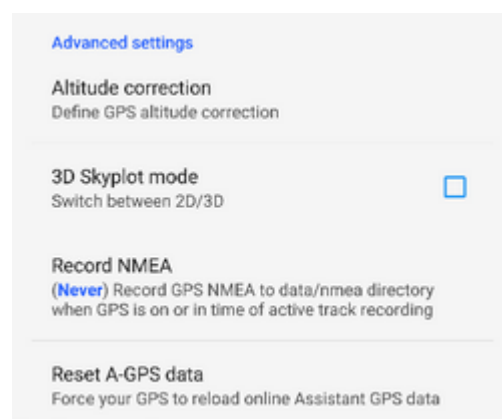 Advanced settings
Altitude correction
Define GPS altitude correction
3D Skyplot mode
Switch between 2D/3D
Record NMEA
(Never) Record GPS NMEA to data/nmea directory
when GPS is on or in time of active track recording
Reset A-GPS data
Force your GPS to reload online Assistant GPS data